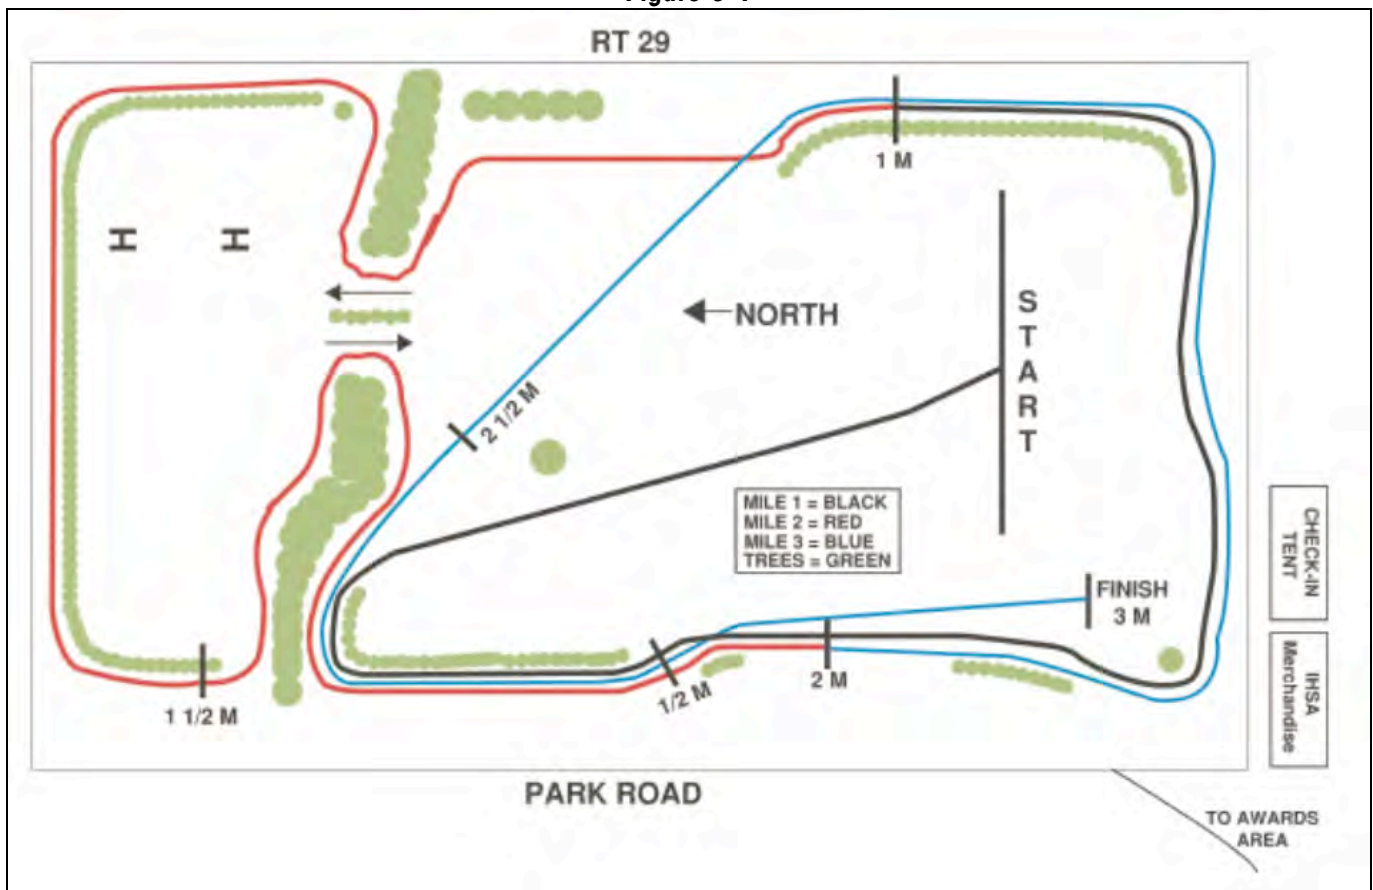 RT 29
1 M
H H
NORTH
S
T
A
R
T
2 1/2 M
MILE 1 = BLACK
MILE 2 = RED
MILE 3 = BLUE
TREES = GREEN
CHECK-IN
TENT
FINISH
3 M
1/2 M
2 M
1 1/2 M
IHSA
Merchandise
PARK ROAD
TO AWARDS
AREA